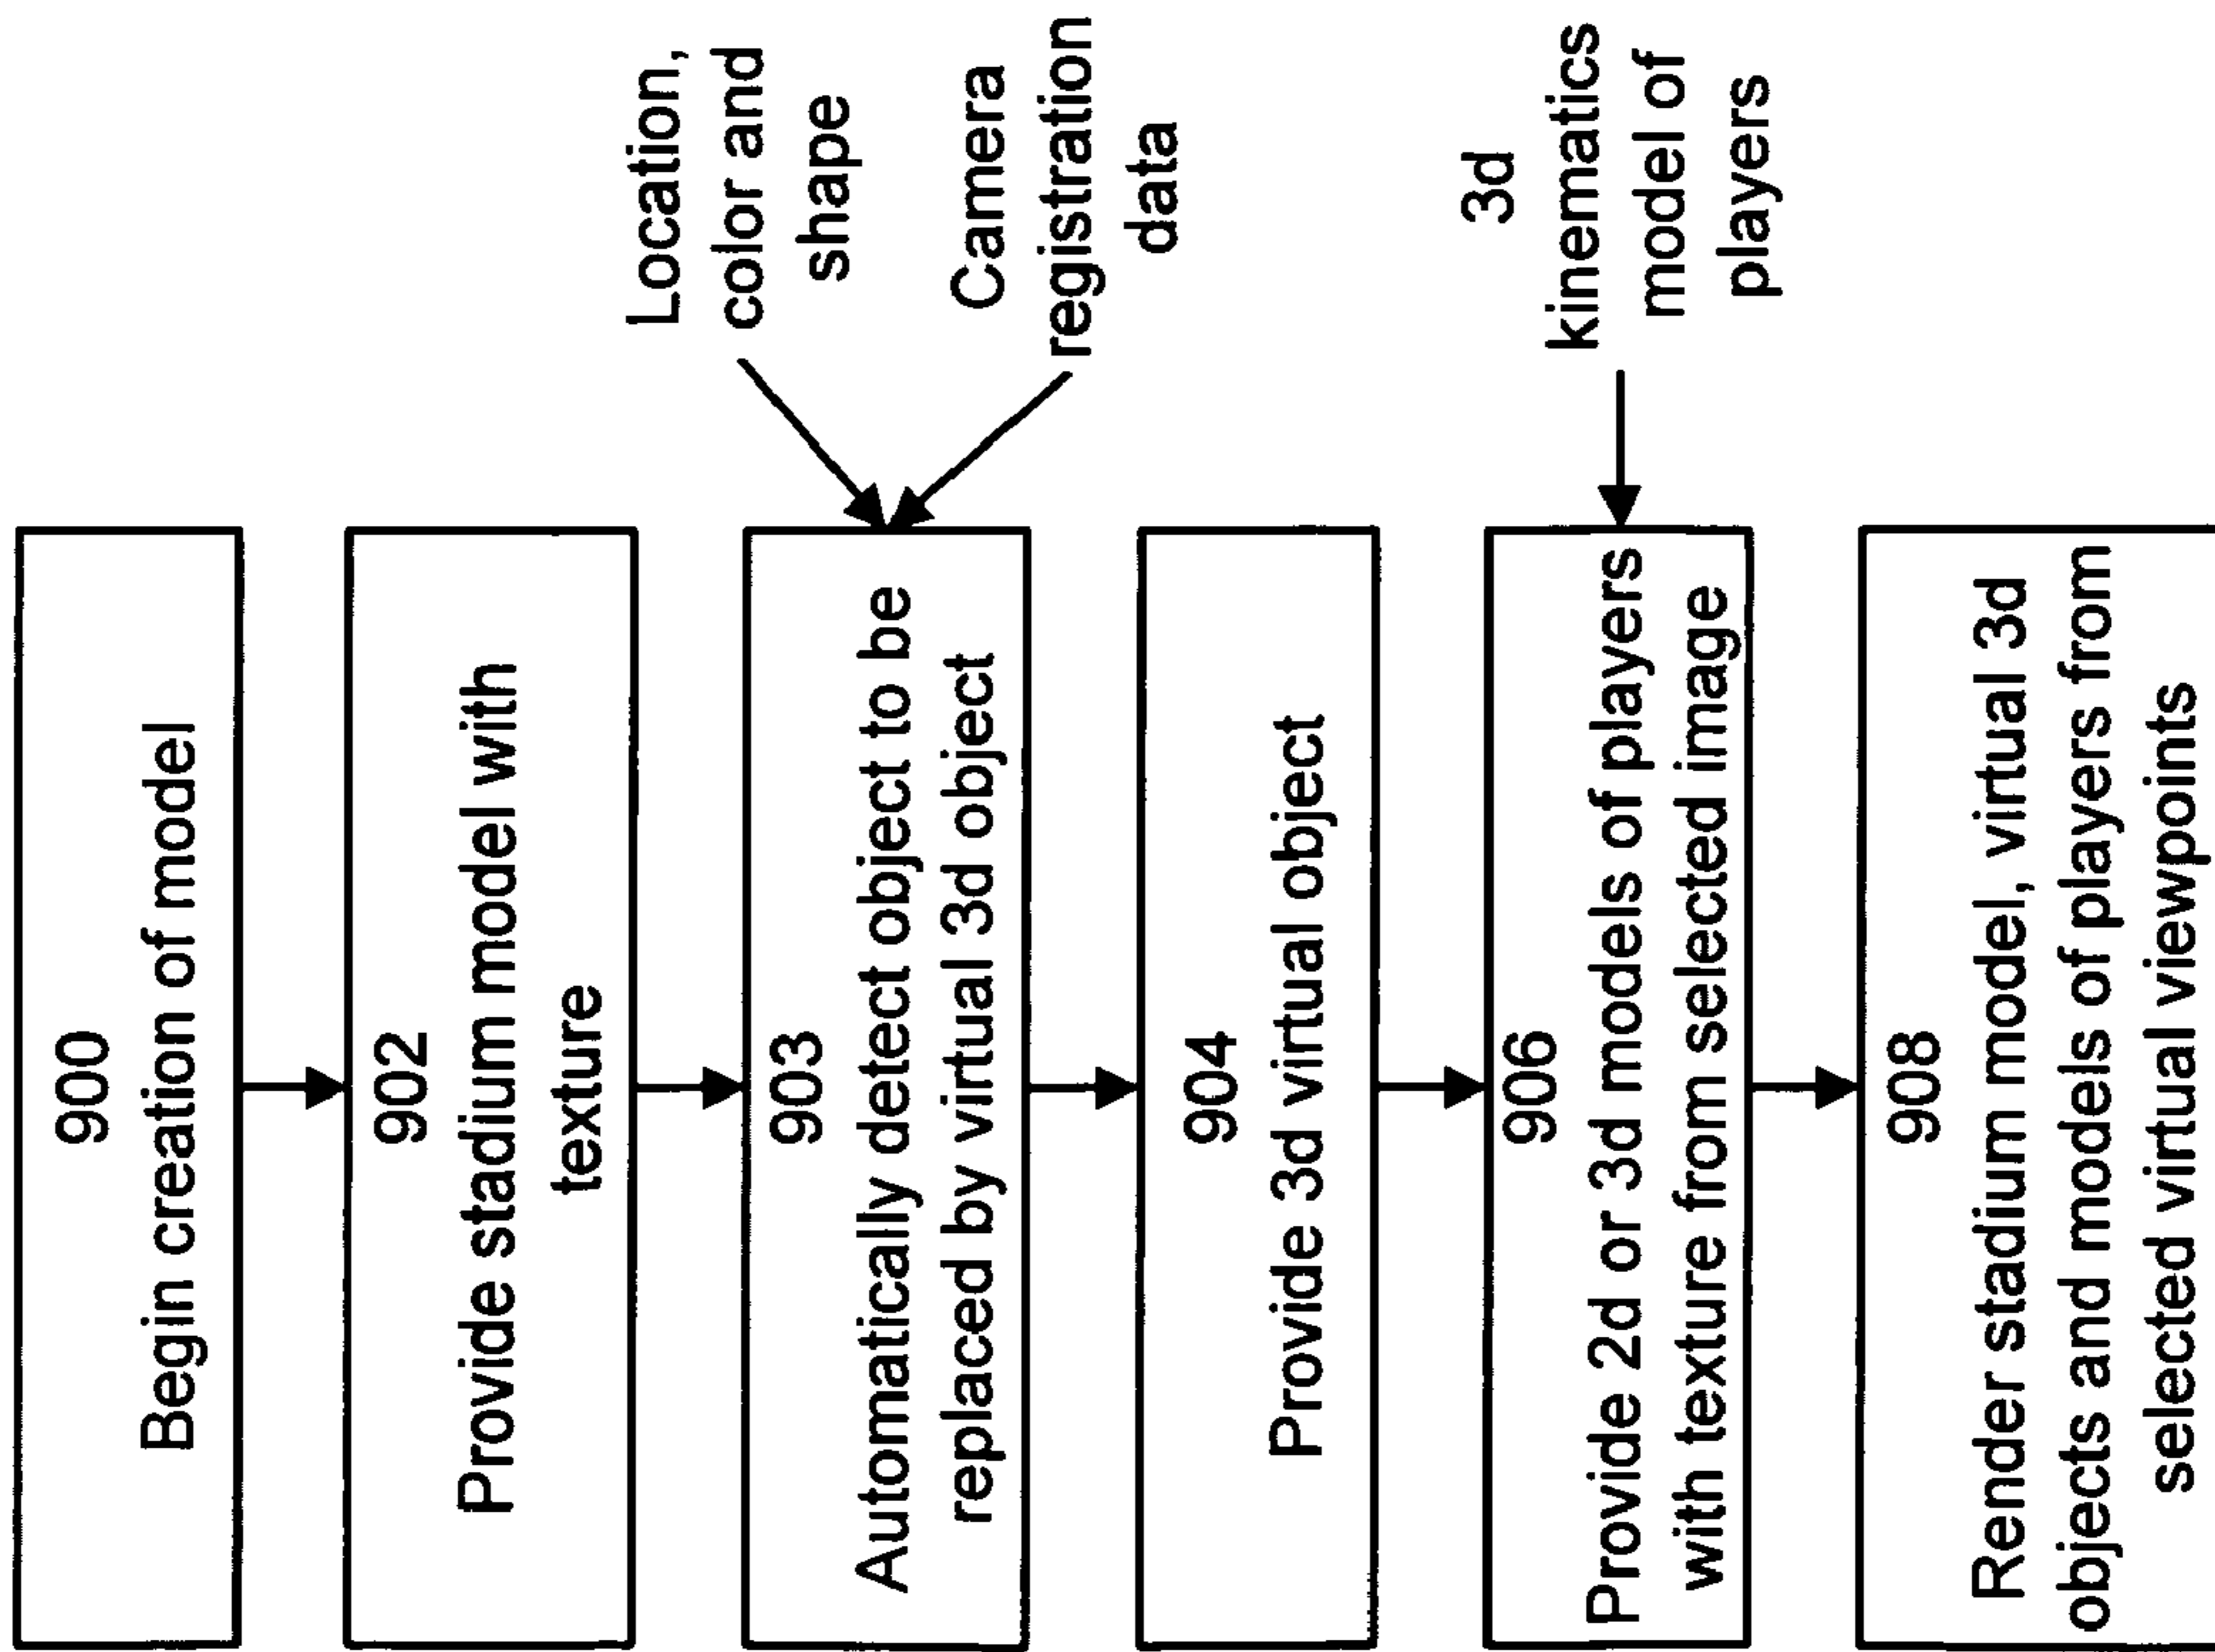 900
Begin creation of model
902
Provide stadium model with
texture
903
Automatically detect object to be
replaced by virtual 3d object
Location,
color and
shape
Camera
registration
data
904
Provide 3d virtual object
906
Provide 2d or 3d models of players
with texture from selected image
3d
kinematics
model of
players
908
Render stadium model, virtual 3d
objects and models of players from
selected virtual viewpoints